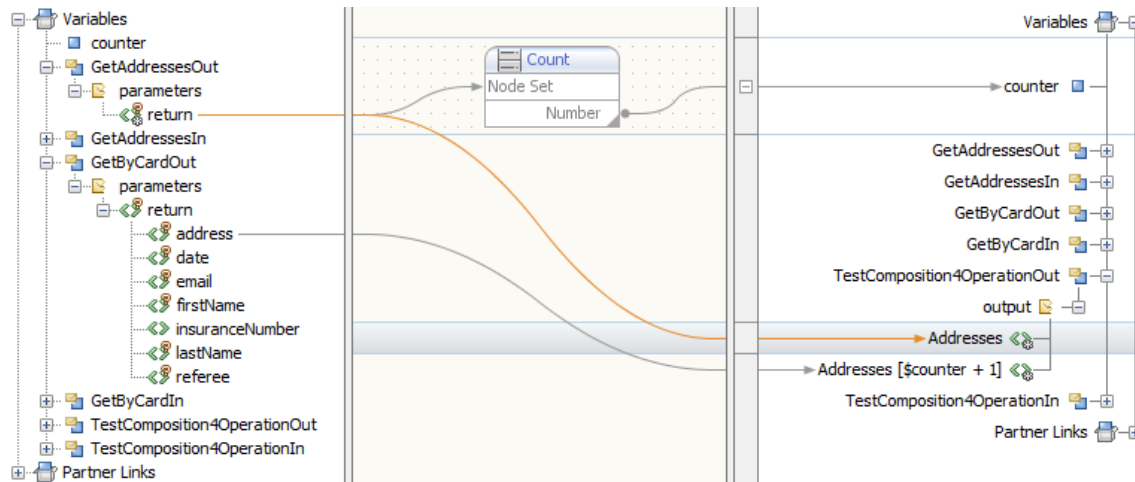 Variables
counter
GetAddressesOut
parameters
return
GetAddressesIn
GetByCardOut
parameters
return
address
date
email
firstName
insuranceNumber
lastName
referee
GetByCardIn
TestComposition4OperationOut
TestComposition4OperationIn
Partner Links
Count
Node Set
Number
Variables
counter
GetAddressesOut
GetAddressesIn
GetByCardOut
GetByCardIn
TestComposition4OperationOut
output
Addresses
Addresses [$counter + 1]
TestComposition4OperationIn
Partner Links